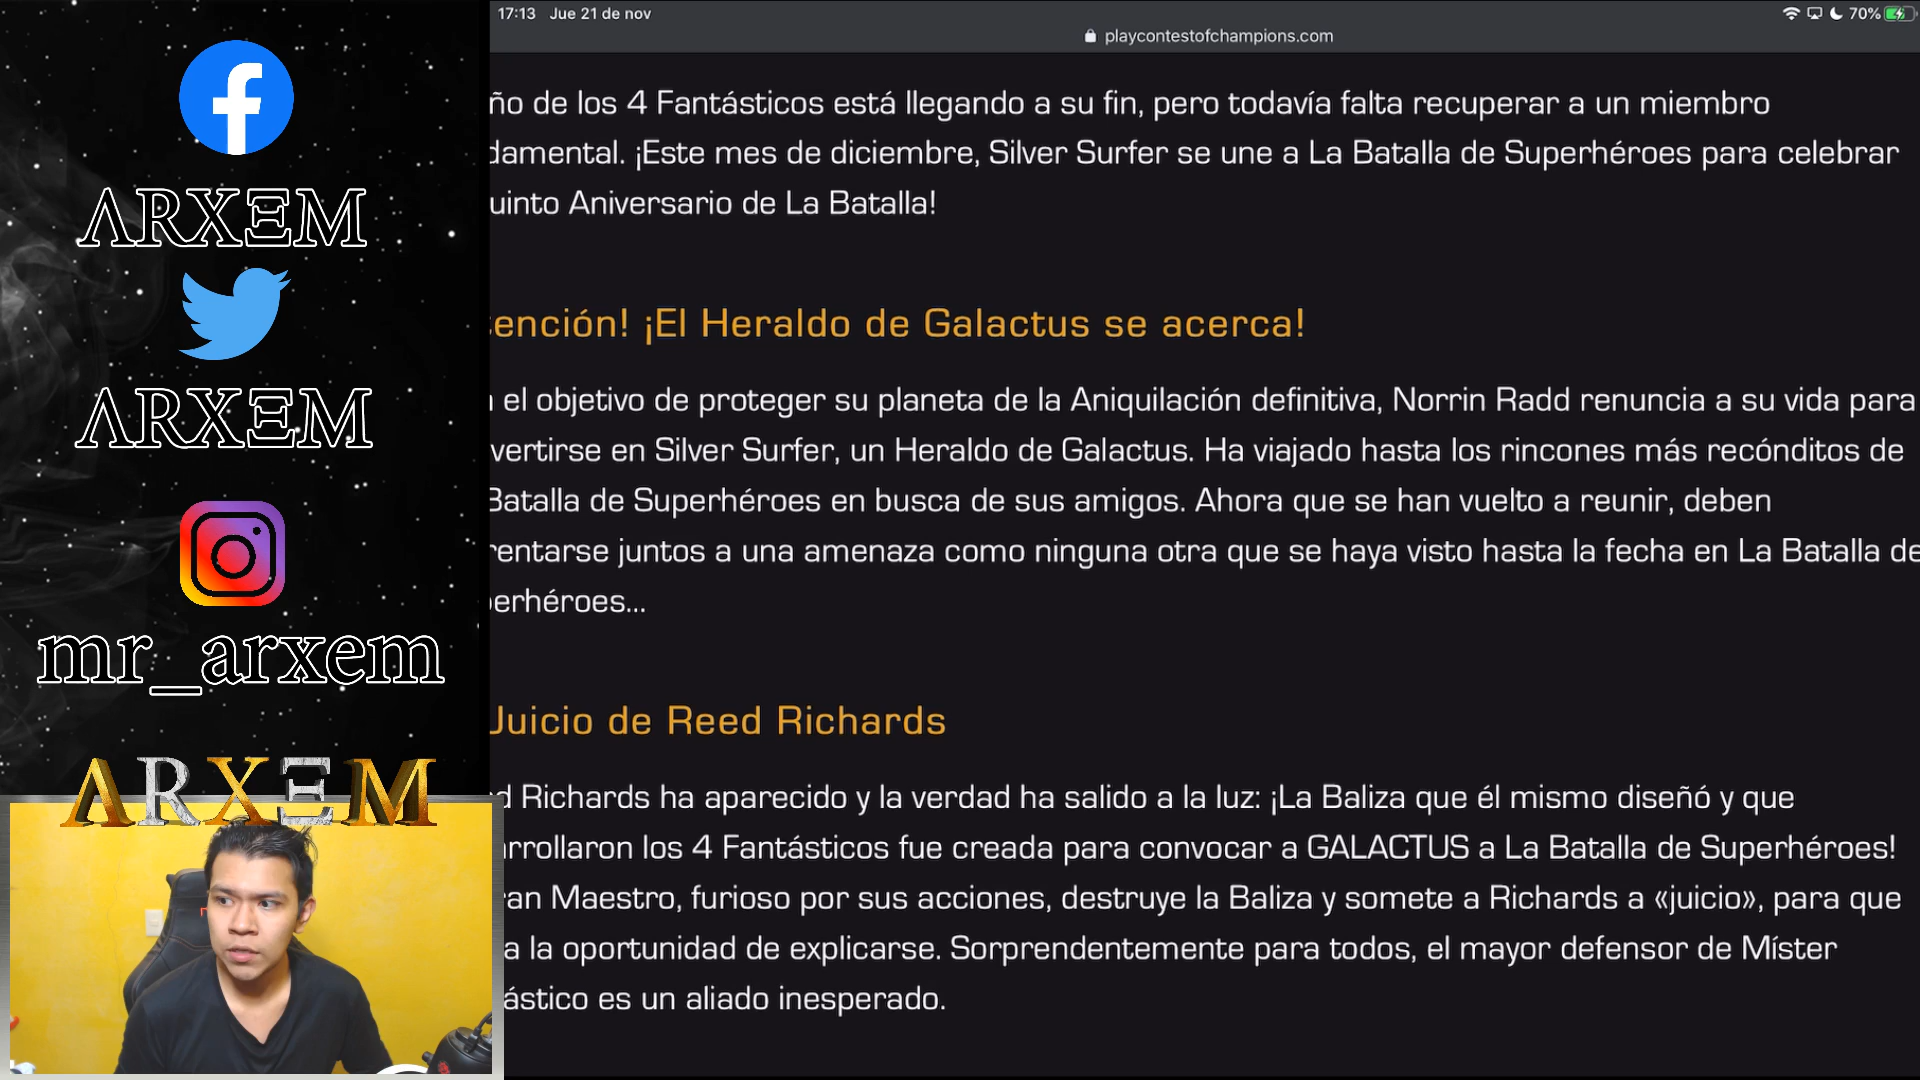 17:13 Jue 21 de nov
70%
playcontestofchampions.com
ño de los 4 Fantásticos está llegando a su fin, pero todavía falta recuperar a un miembro
damental. ¡Este mes de diciembre, Silver Surfer se une a La Batalla de Superhéroes para celebrar
uinto Aniversario de La Batalla!
tención! ¡El Heraldo de Galactus se acerca!
el objetivo de proteger su planeta de la Aniquilación definitiva, Norrin Radd renuncia a su vida para
vertirse en Silver Surfer, un Heraldo de Galactus. Ha viajado hasta los rincones más recónditos de
Batalla de Superhéroes en busca de sus amigos. Ahora que se han vuelto a reunir, deben
rentarse juntos a una amenaza como ninguna otra que se haya visto hasta la fecha en La Batalla de
perhéroes...
Juicio de Reed Richards
d Richards ha aparecido y la verdad ha salido a la luz: ¡La Baliza que él mismo diseñó y que
arrollaron los 4 Fantásticos fue creada para convocar a GALACTUS a La Batalla de Superhéroes!
ran Maestro, furioso por sus acciones, destruye la Baliza y somete a Richards a «juicio», para que
a la oportunidad de explicarse. Sorprendentemente para todos, el mayor defensor de Míster
tástico es un aliado inesperado.
ΛRXΞM
ΛRXΞM
mr_arxem
ΛRXΞM